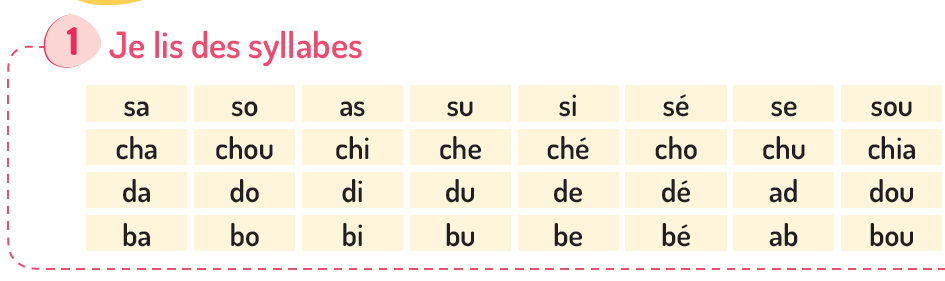 1 Je lis des syllabes
sa so as su si sé se sou
cha chou chi che ché cho chu chia
da do di du de dé ad dou
ba bo bi bu be bé ab bou